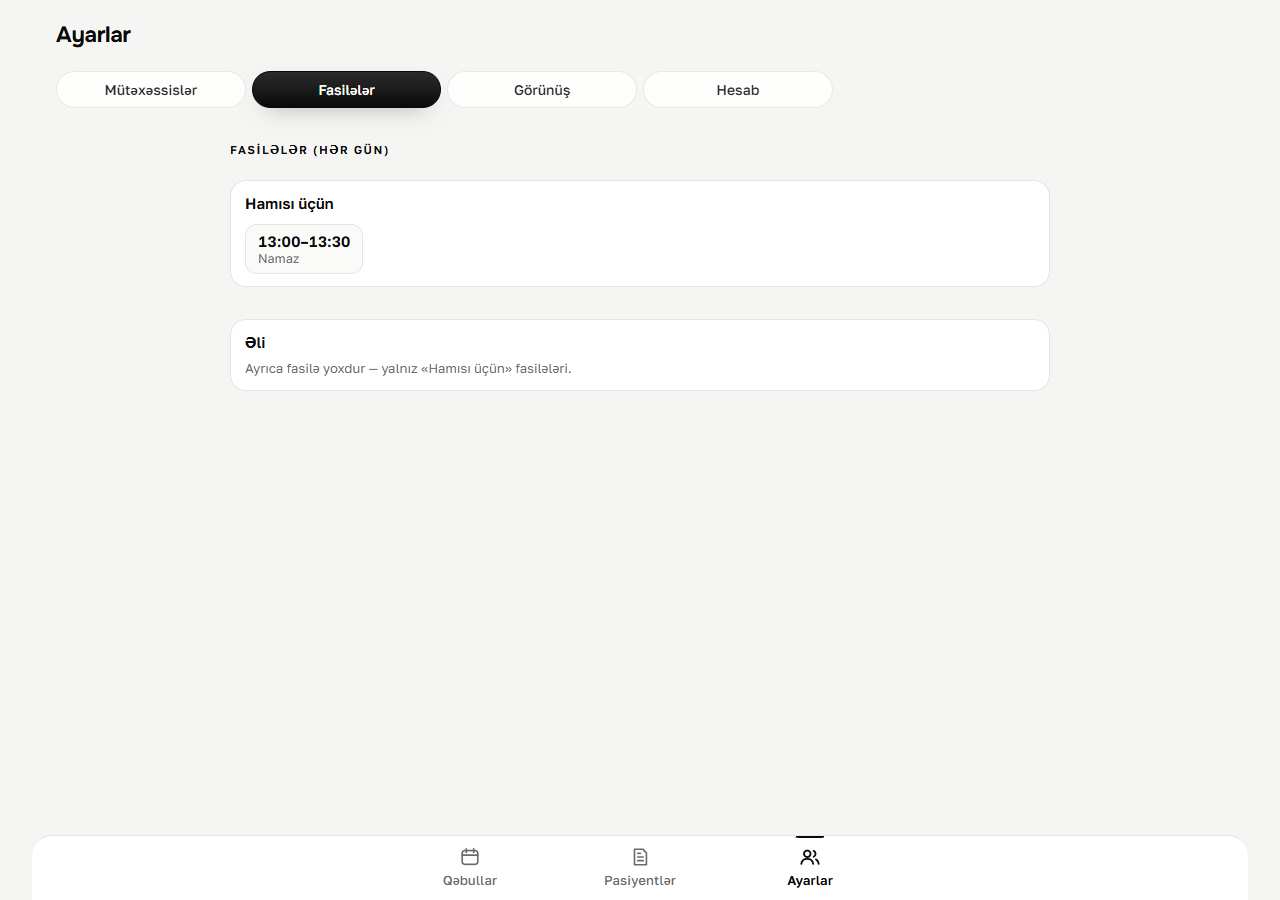 Ayarlar
Mütəxəssislər
Fasilələr
Görünüş
Hesab
FASİLƏLƏR (HƏR GÜN)
Hamısı üçün
13:00–13:30
Namaz
Əli
Ayrıca fasilə yoxdur — yalnız «Hamısı üçün» fasilələri.
Qəbullar
Pasiyentlər
Ayarlar